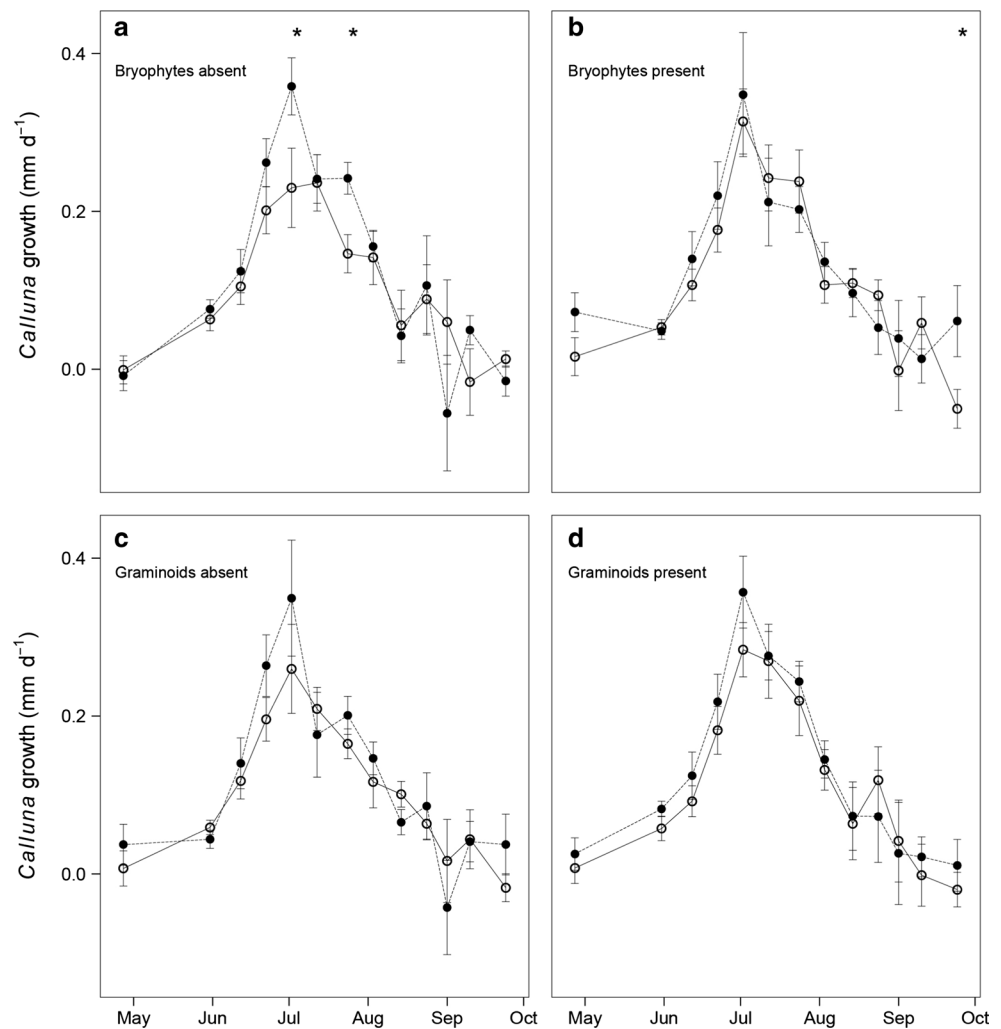 a * *
Bryophytes absent
b *
Bryophytes present
0.4
0.2
0.0
Calluna growth (mm d⁻¹)
c
Graminoids absent
d
Graminoids present
0.4
0.2
0.0
Calluna growth (mm d⁻¹)
May Jun Jul Aug Sep Oct
May Jun Jul Aug Sep Oct